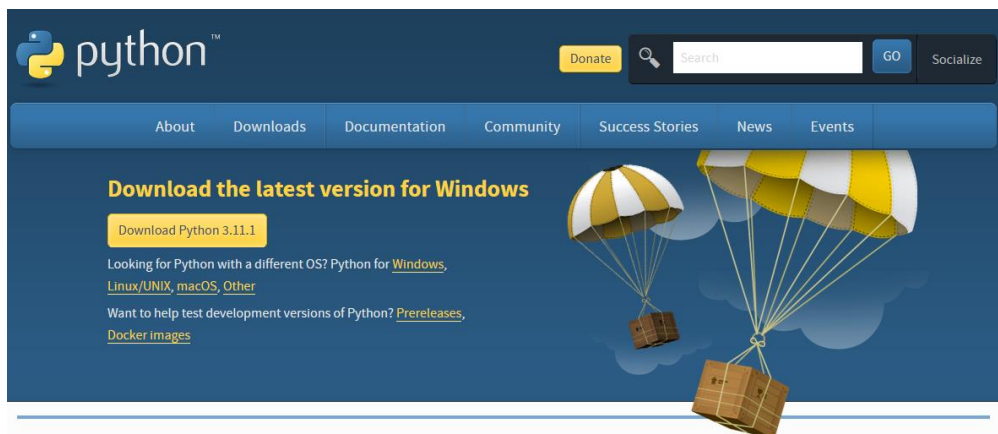 python™
Donate
Search
GO
Socialize
About
Downloads
Documentation
Community
Success Stories
News
Events
Download the latest version for Windows
Download Python 3.11.1
Looking for Python with a different OS? Python for Windows,
Linux/UNIX, macOS, Other
Want to help test development versions of Python? Prereleases,
Docker images